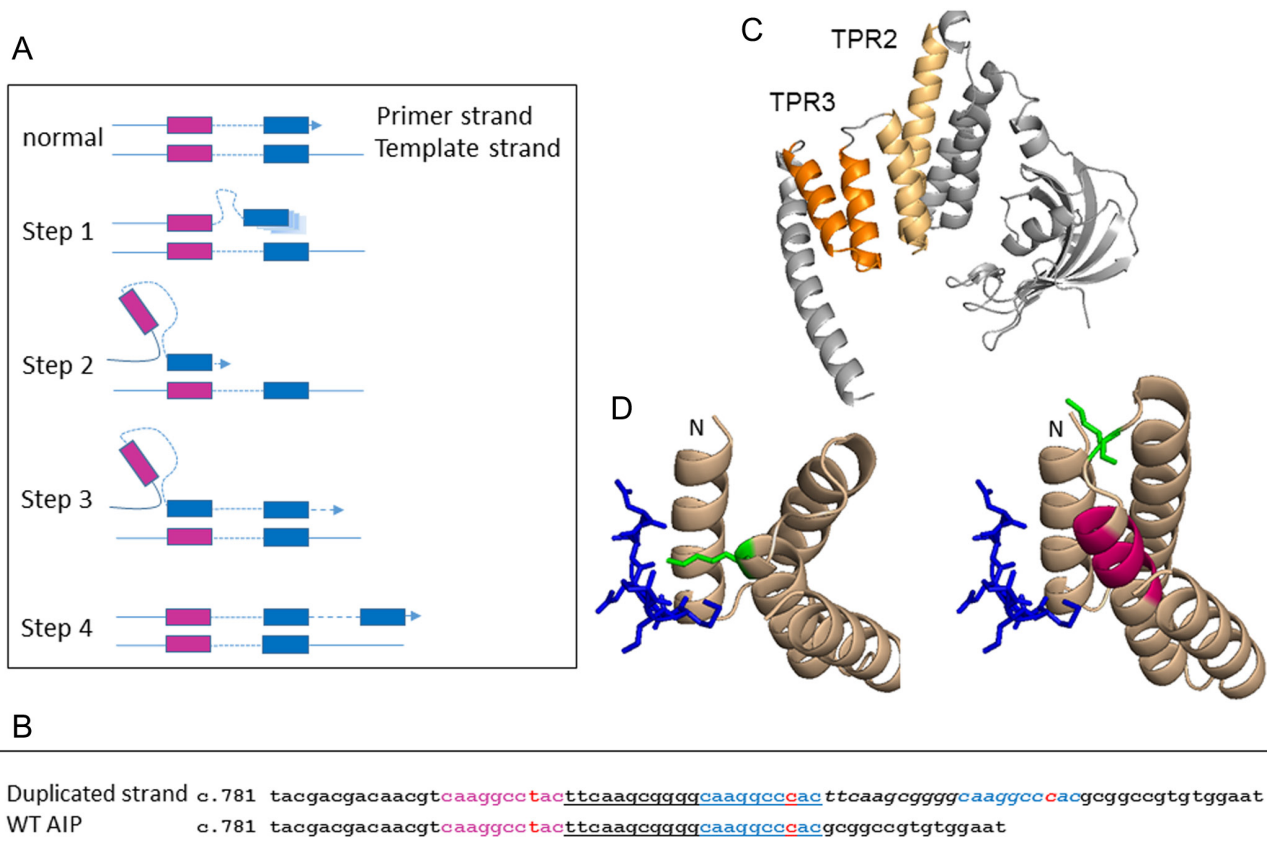 A
normal
Primer strand
Template strand
Step 1
Step 2
Step 3
Step 4
C
TPR2
TPR3
D
N
N
B
Duplicated strand c.781 tacgacgacaacgtcaaggcctacttcaagcggggcaaggcccacttcaagcggggcaaggcccacgcggccgtgtggaat
WT AIP c.781 tacgacgacaacgtcaaggcctacttcaagcggggcaaggcccacgcggccgtgtggaat